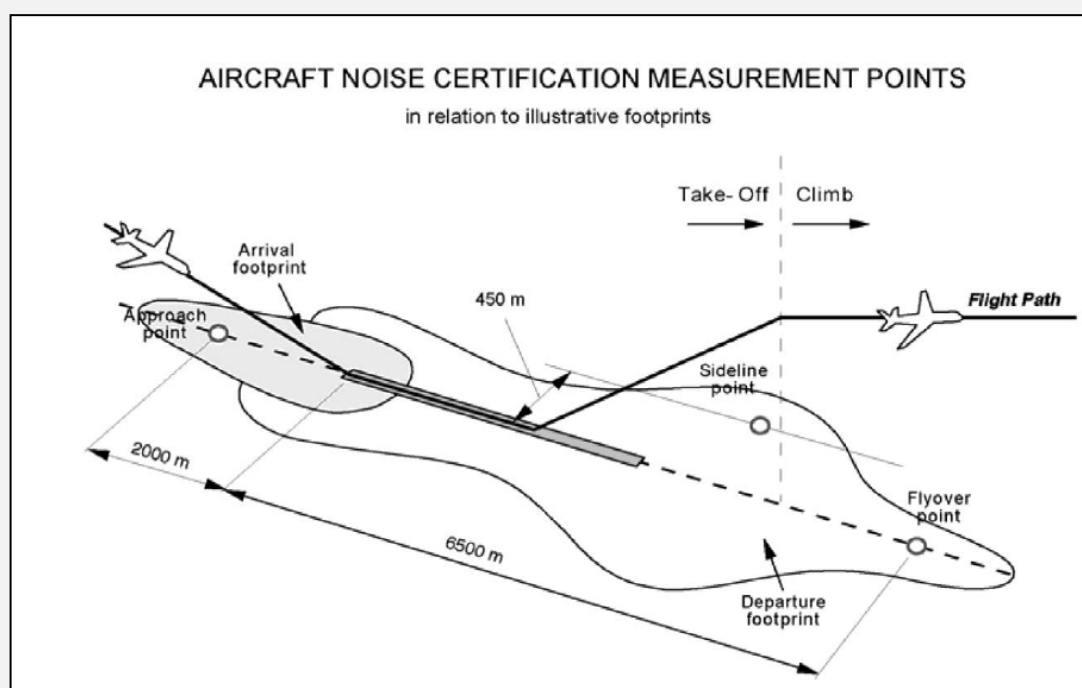 AIRCRAFT NOISE CERTIFICATION MEASUREMENT POINTS
in relation to illustrative footprints
Take- Off
Climb
Arrival
footprint
450 m
Flight Path
Approach
point
Sideline
point
2000 m
Flyover
point
6500 m
Departure
footprint